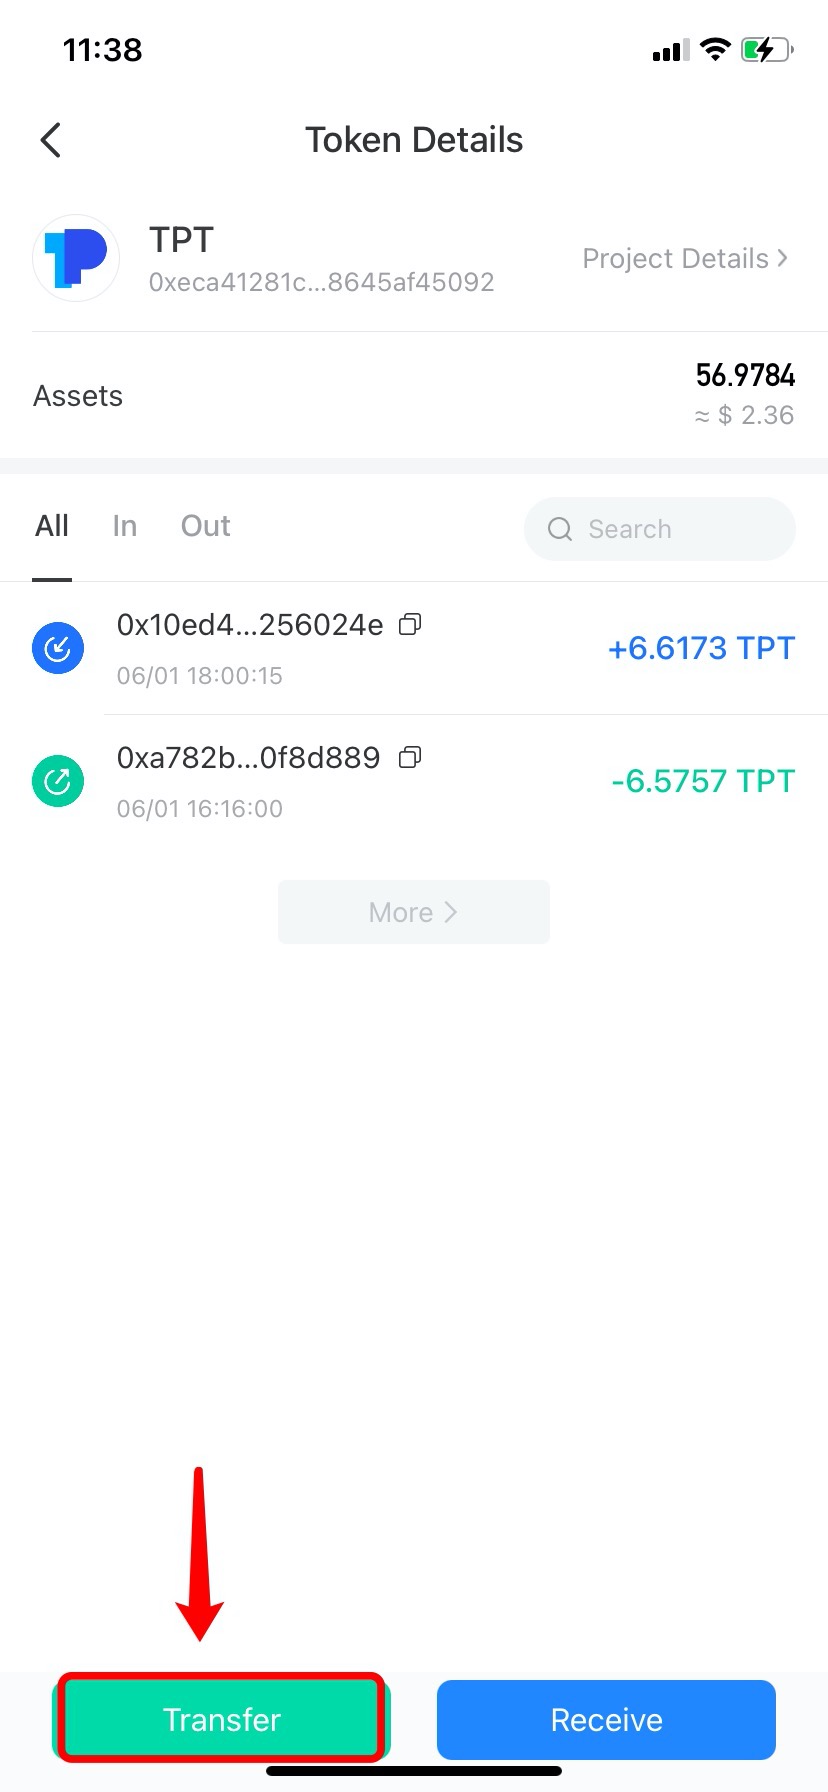 11:38
Token Details
TPT
0xeca41281c...8645af45092
Project Details
Assets
56.9784
≈ $ 2.36
All
In
Out
Search
0x10ed4...256024e
06/01 18:00:15
+6.6173 TPT
0xa782b...0f8d889
06/01 16:16:00
-6.5757 TPT
More
Transfer
Receive